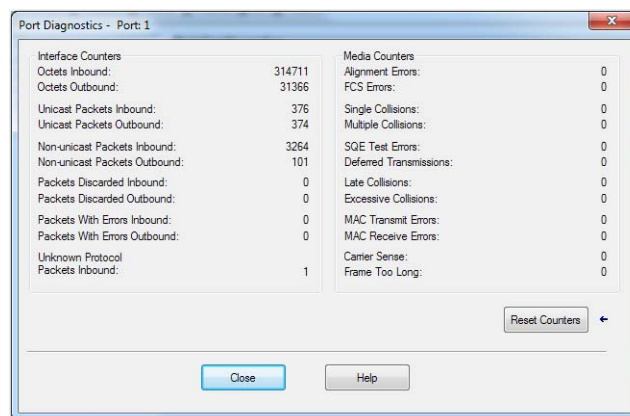 Port Diagnostics - Port: 1
Interface Counters
Octets Inbound: 314711
Octets Outbound: 31366
Unicast Packets Inbound: 376
Unicast Packets Outbound: 374
Non-unicast Packets Inbound: 3264
Non-unicast Packets Outbound: 101
Packets Discarded Inbound: 0
Packets Discarded Outbound: 0
Packets With Errors Inbound: 0
Packets With Errors Outbound: 0
Unknown Protocol
Packets Inbound: 1
Media Counters
Alignment Errors: 0
FCS Errors: 0
Single Collisions: 0
Multiple Collisions: 0
SQE Test Errors: 0
Deferred Transmissions: 0
Late Collisions: 0
Excessive Collisions: 0
MAC Transmit Errors: 0
MAC Receive Errors: 0
Carrier Sense: 0
Frame Too Long: 0
Reset Counters
Close
Help